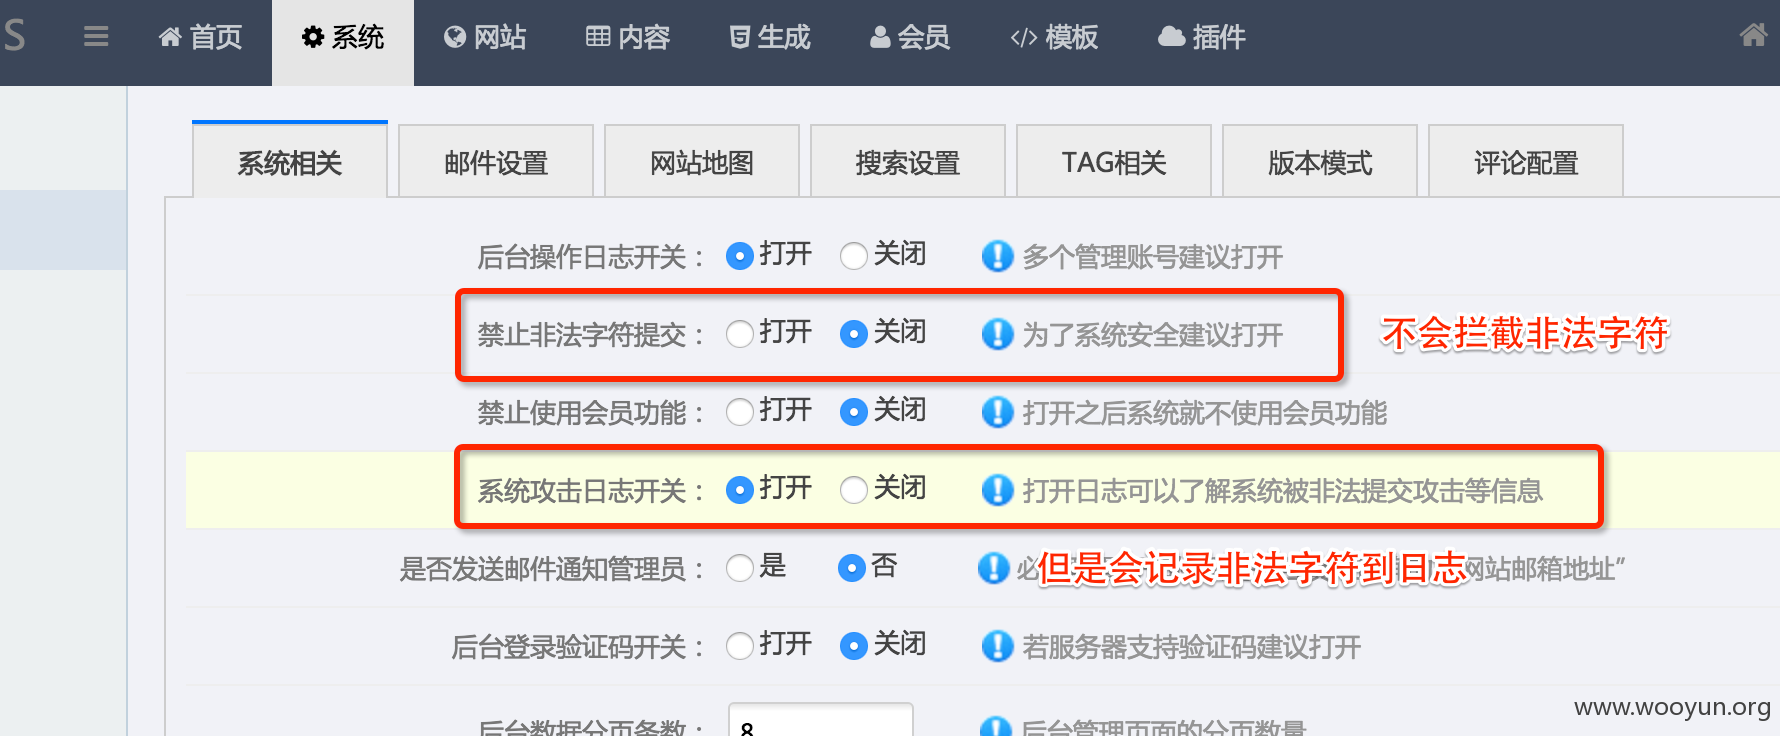 S 首页 系统 网站 内容 生成 会员 模板 插件
系统相关 邮件设置 网站地图 搜索设置 TAG相关 版本模式 评论配置
后台操作日志开关： 打开 关闭 多个管理账号建议打开
禁止非法字符提交： 打开 关闭 为了系统安全建议打开 不会拦截非法字符
禁止使用会员功能： 打开 关闭 打开之后系统就不使用会员功能
系统攻击日志开关： 打开 关闭 打开日志可以了解系统被非法提交攻击等信息
是否发送邮件通知管理员： 是 否 必 网站邮箱地址”
但是会记录非法字符到日志
后台登录验证码开关： 打开 关闭 若服务器支持验证码建议打开
后台数据分页条数： 8 后台管理页面的分页数量
www.wooyun.org